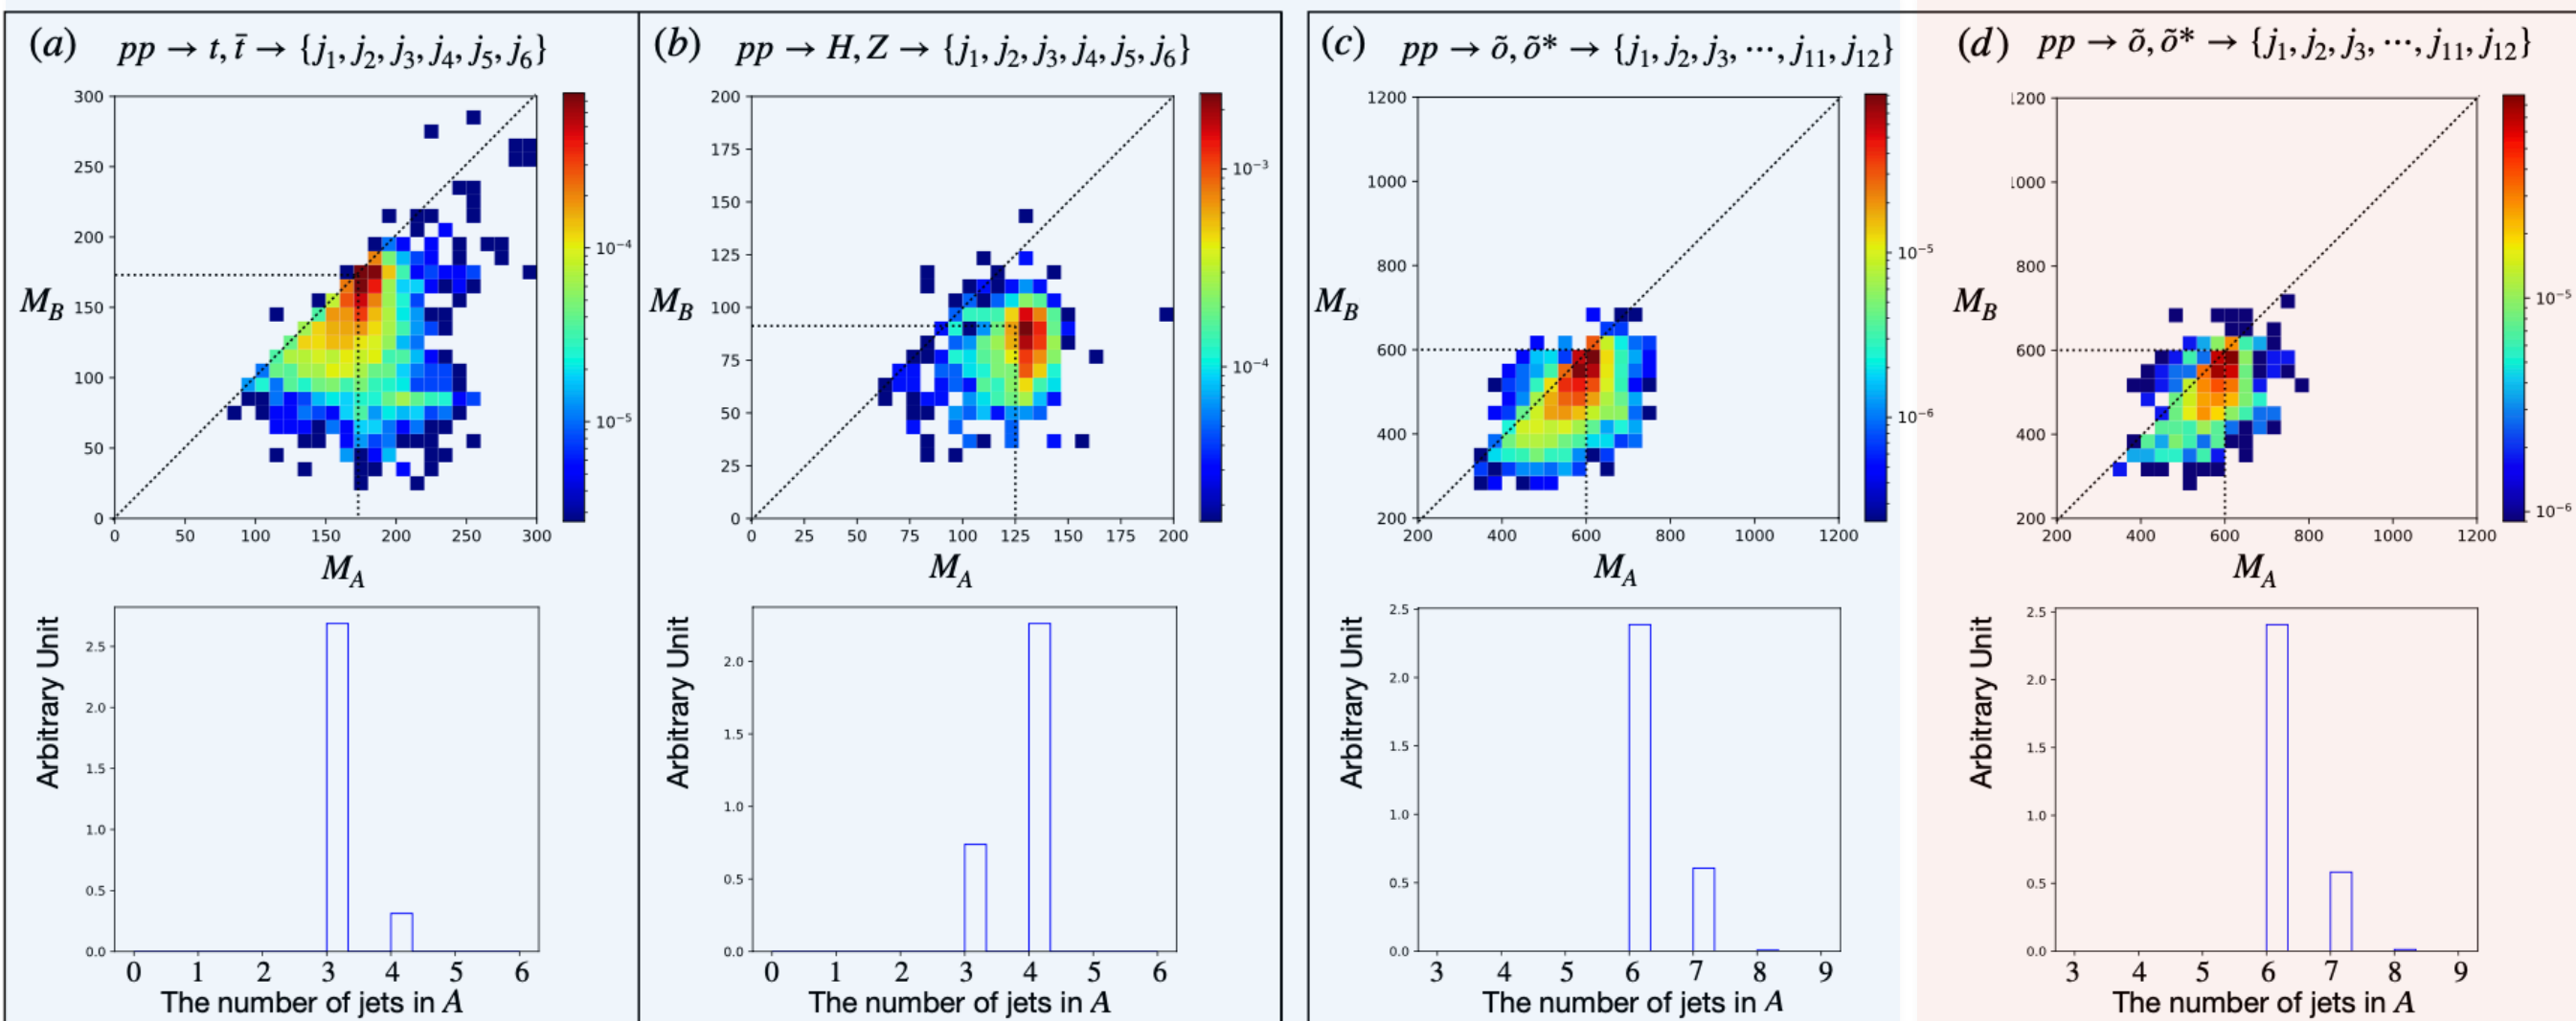 (a) pp → t, t̄ → {j₁, j₂, j₃, j₄, j₅, j₆}
300
250
200
150
100
50
0
M_B
0 50 100 150 200 250 300
M_A
10⁻⁴
10⁻⁵
Arbitrary Unit
2.5
2.0
1.5
1.0
0.5
0.0
0 1 2 3 4 5 6
The number of jets in A
(b) pp → H, Z → {j₁, j₂, j₃, j₄, j₅, j₆}
200
175
150
125
100
75
50
25
0
M_B
0 25 50 75 100 125 150 175 200
M_A
10⁻³
10⁻⁴
Arbitrary Unit
2.0
1.5
1.0
0.5
0.0
0 1 2 3 4 5 6
The number of jets in A
(c) pp → õ, õ* → {j₁, j₂, j₃, ⋯, j₁₁, j₁₂}
1200
1000
800
600
400
200
M_B
200 400 600 800 1000 1200
M_A
10⁻⁵
10⁻⁶
Arbitrary Unit
2.5
2.0
1.5
1.0
0.5
0.0
3 4 5 6 7 8 9
The number of jets in A
(d) pp → õ, õ* → {j₁, j₂, j₃, ⋯, j₁₁, j₁₂}
1200
1000
800
600
400
200
M_B
200 400 600 800 1000 1200
M_A
10⁻⁵
10⁻⁶
Arbitrary Unit
2.5
2.0
1.5
1.0
0.5
0.0
3 4 5 6 7 8 9
The number of jets in A